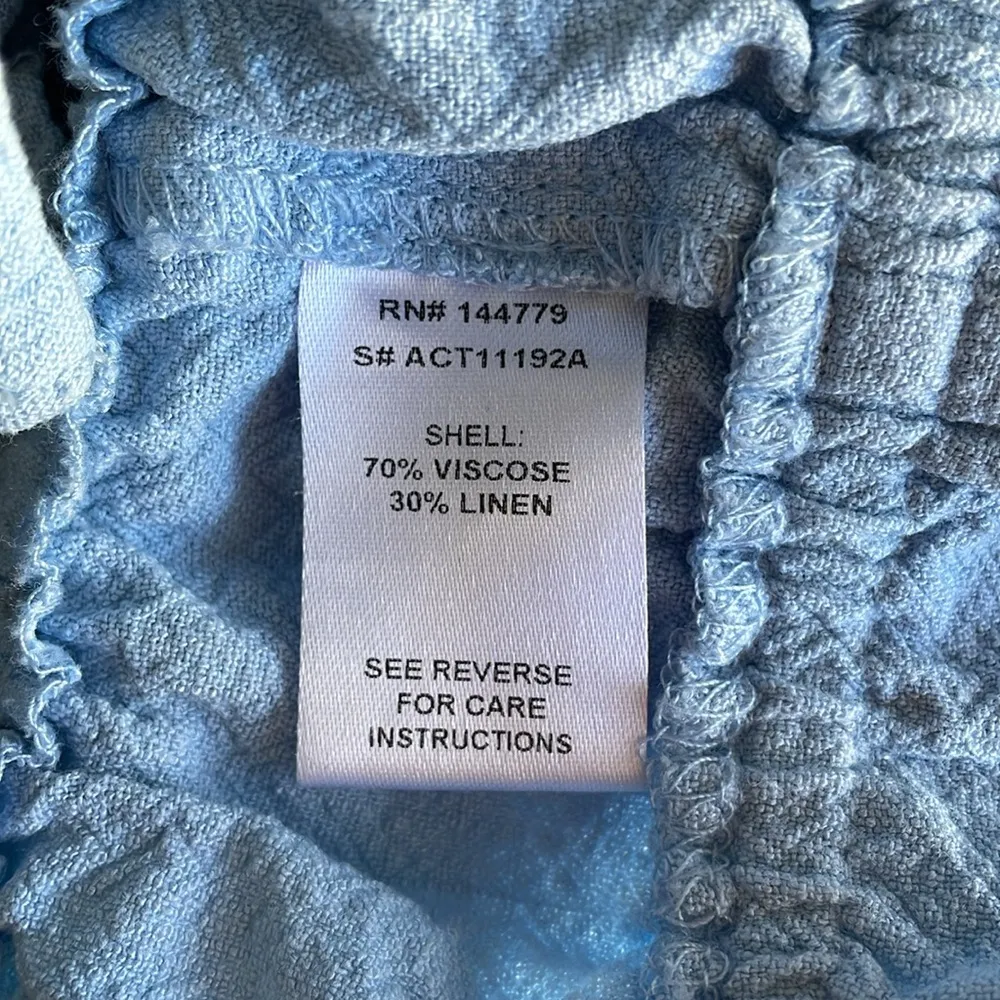 RN# 144779
S# ACT11192A
SHELL:
70% VISCOSE
30% LINEN
SEE REVERSE
FOR CARE
INSTRUCTIONS